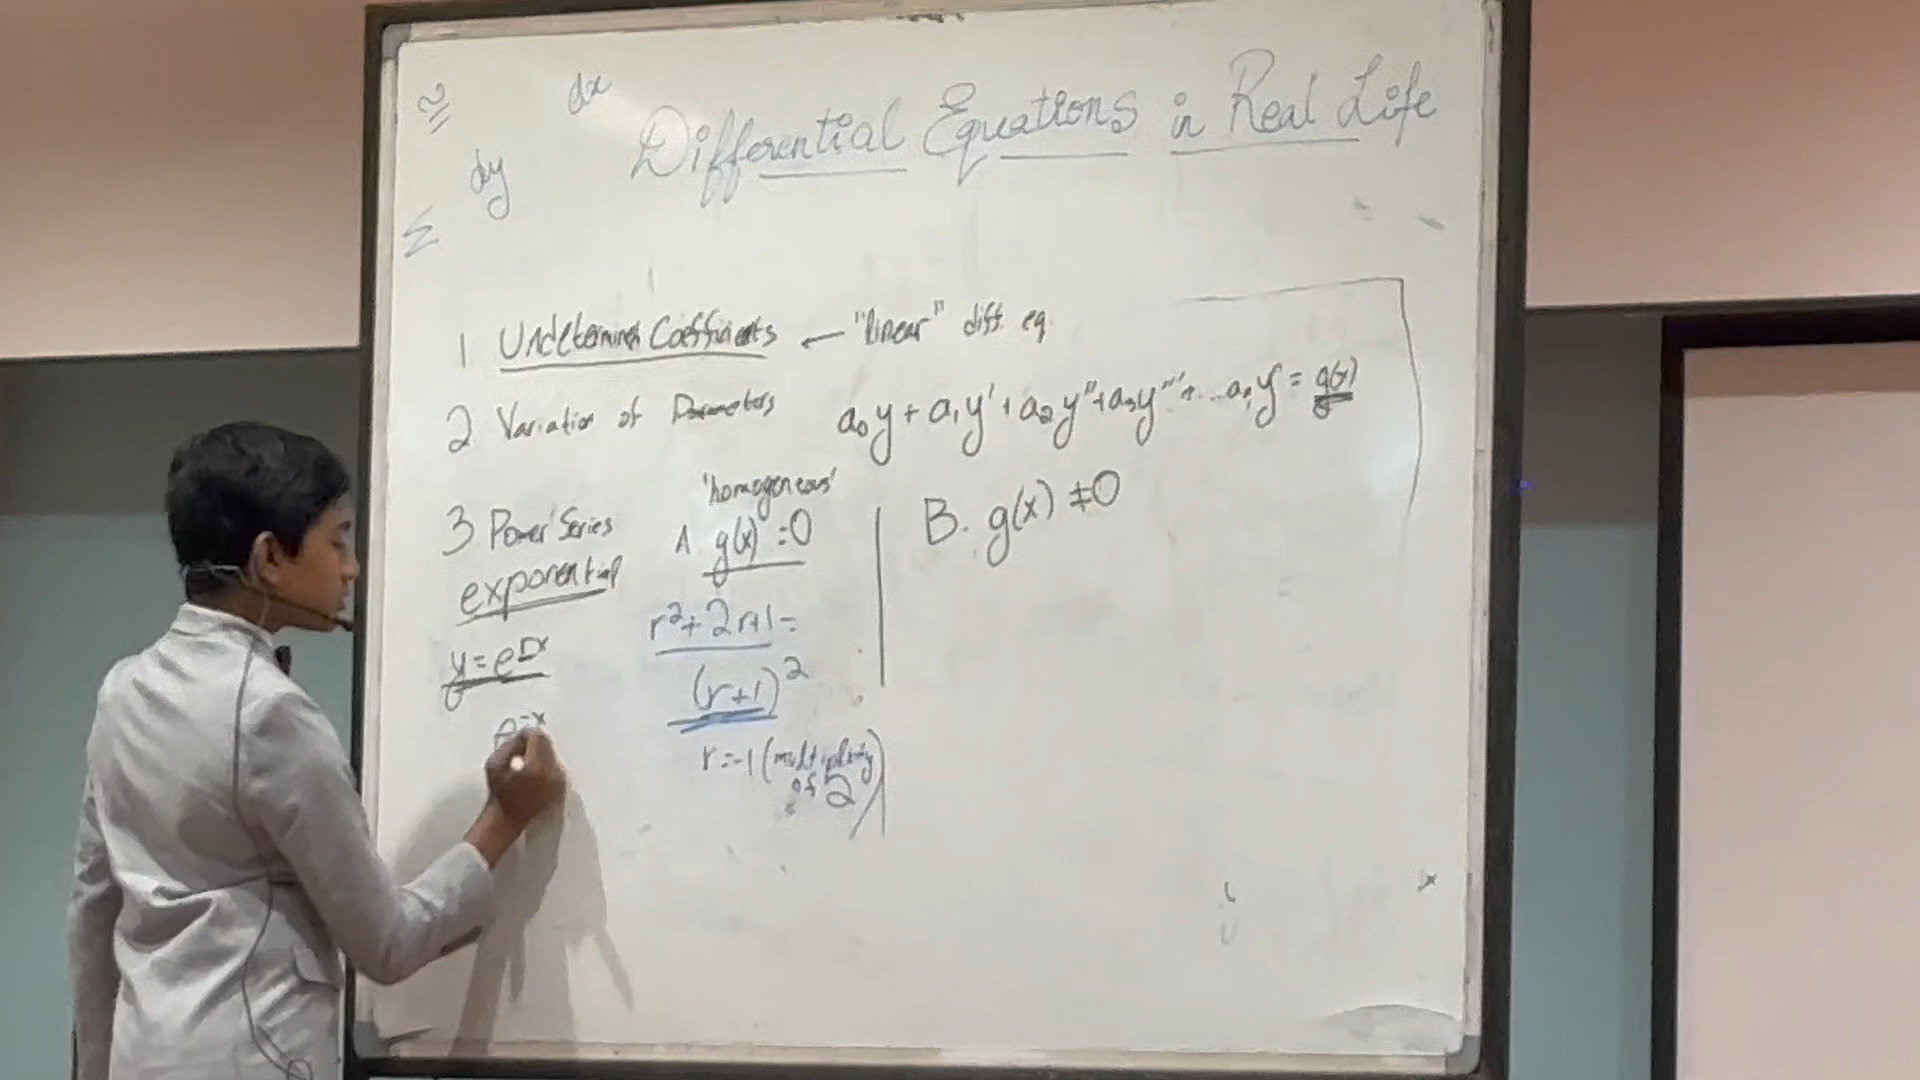 ≅
dx
Differential Equations in Real Life
dy
Σ
1 Undetermined Coefficients ← "linear" diff. eq.
2 Variation of Parameters
a₀y + a₁y' + a₂y'' + a₃y''' + ... aₙyⁿ = g(x)
3 Power Series
exponential
y = e^rx
e^-x
'homogeneous'
A. g(x) = 0
r² + 2r+1 =
(r+1)²
r = -1 (multiplicity
of 2)
B. g(x) ≠ 0